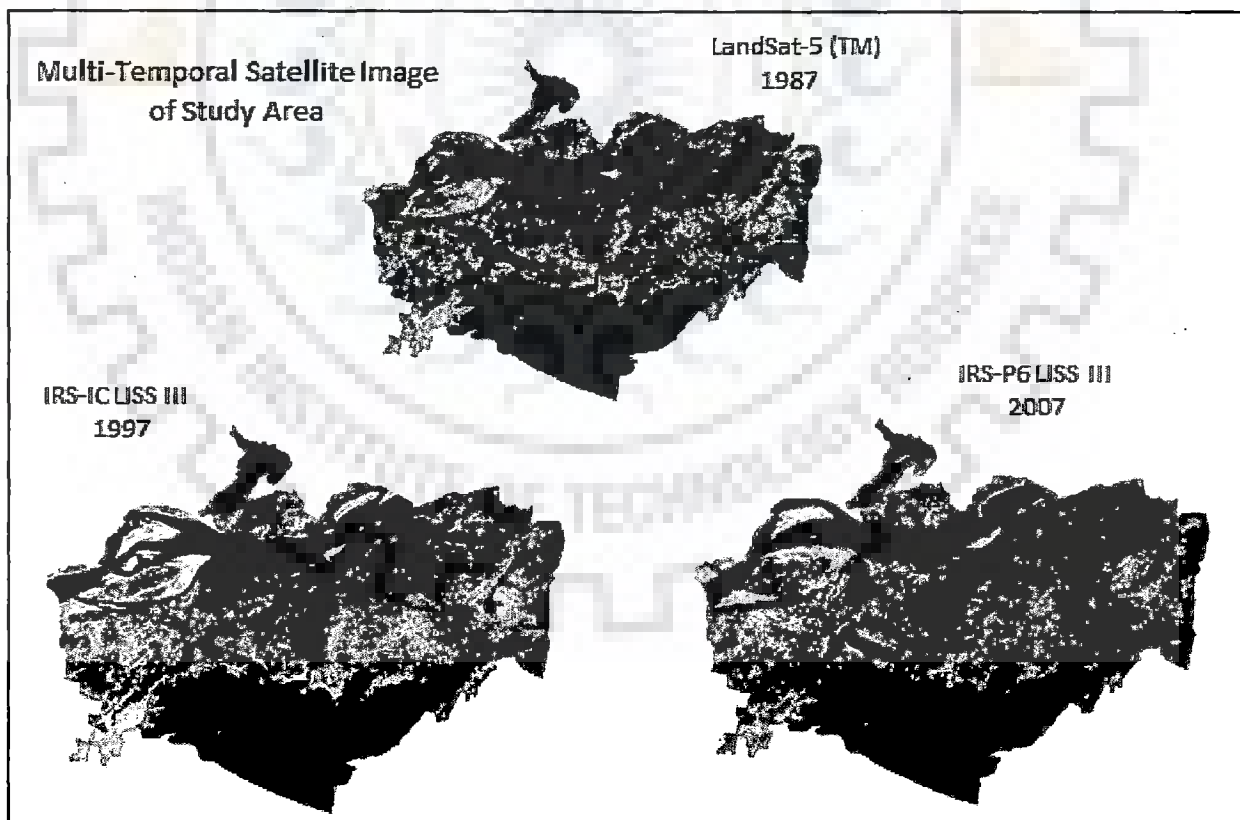 Multi-Temporal Satellite Image
of Study Area
LandSat-5 (TM)
1987
IRS-IC LISS III
1997
IRS-P6 LISS III
2007
TECHNOLOGY